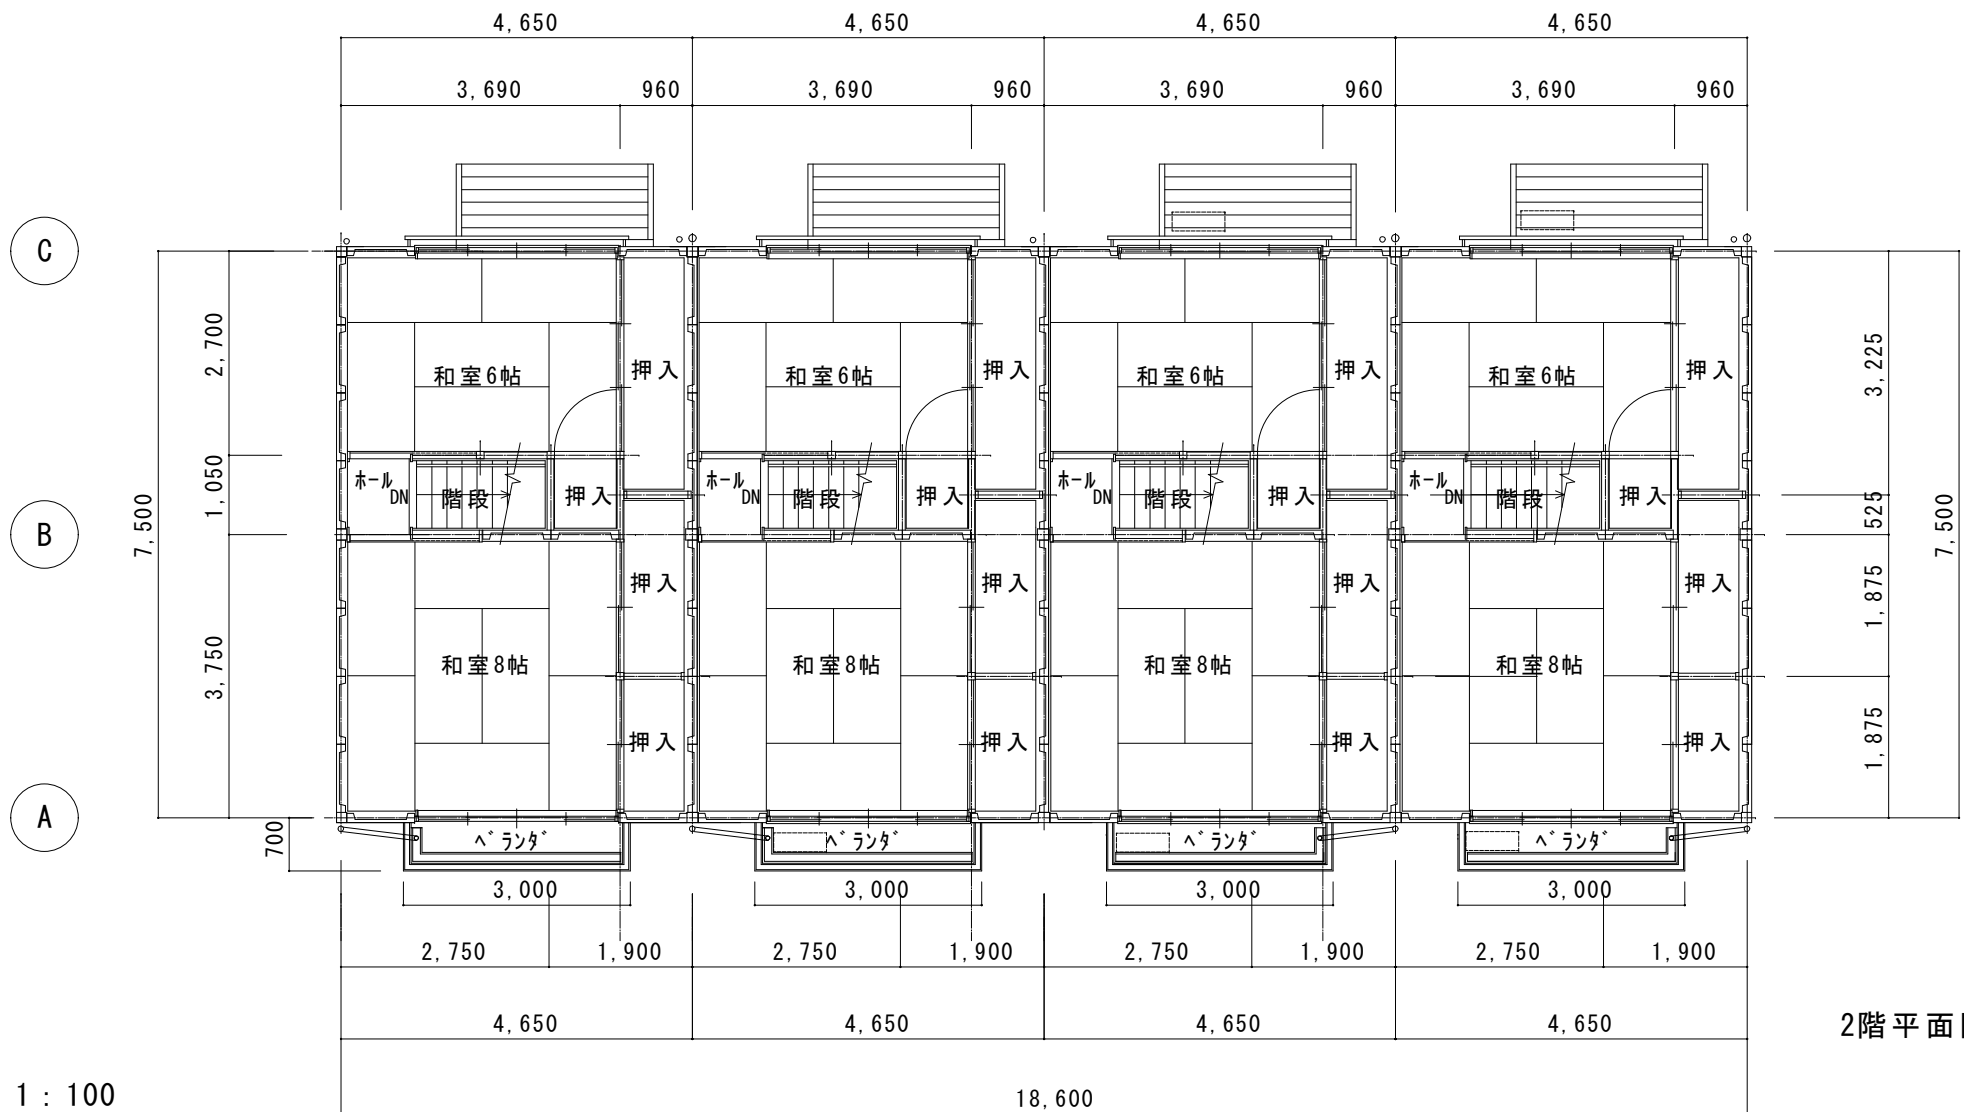 4,650 4,650 4,650 4,650
3,690 960 3,690 960 3,690 960 3,690 960
C
2,700
3,225
和室6帖 押入 和室6帖 押入 和室6帖 押入 和室6帖 押入
1,050
7,500
ホール DN 階段 押入 ホール DN 階段 押入 ホール DN 階段 押入 ホール DN 階段 押入
525
7,500
B
押入 押入 押入 押入
1,875
3,750
和室8帖 和室8帖 和室8帖 和室8帖
押入 押入 押入 押入
1,875
A
700
ベランダ ベランダ ベランダ ベランダ
3,000 3,000 3,000 3,000
2,750 1,900 2,750 1,900 2,750 1,900 2,750 1,900
4,650 4,650 4,650 4,650
2階平面
1 : 100
18,600